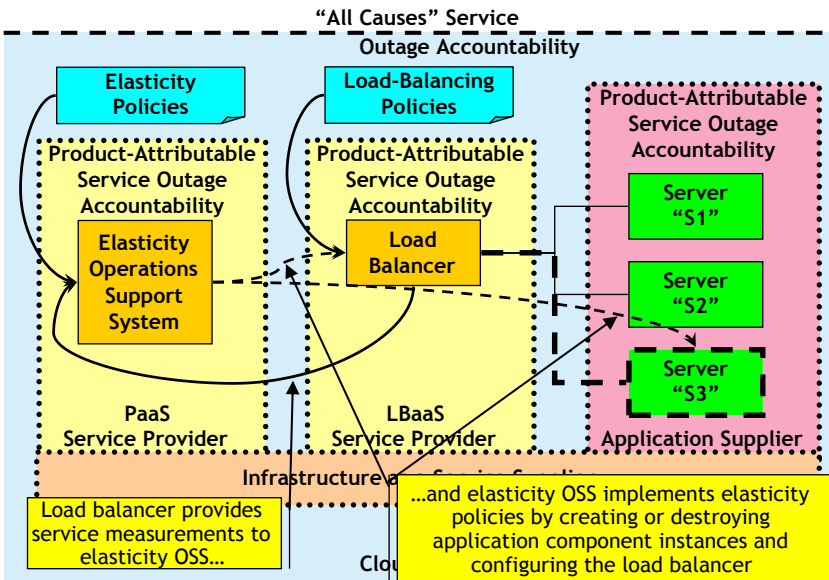 “All Causes” Service
Outage Accountability
Elasticity
Policies
Load-Balancing
Policies
Product-Attributable
Service Outage
Accountability
Product-Attributable
Service Outage
Accountability
Product-Attributable
Service Outage
Accountability
Elasticity
Operations
Support
System
Load
Balancer
Server
“S1”
Server
“S2”
Server
“S3”
PaaS
Service Provider
LBaaS
Service Provider
Application Supplier
Infrastructure
Load balancer provides
service measurements to
elasticity OSS…
…and elasticity OSS implements elasticity
policies by creating or destroying
application component instances and
configuring the load balancer